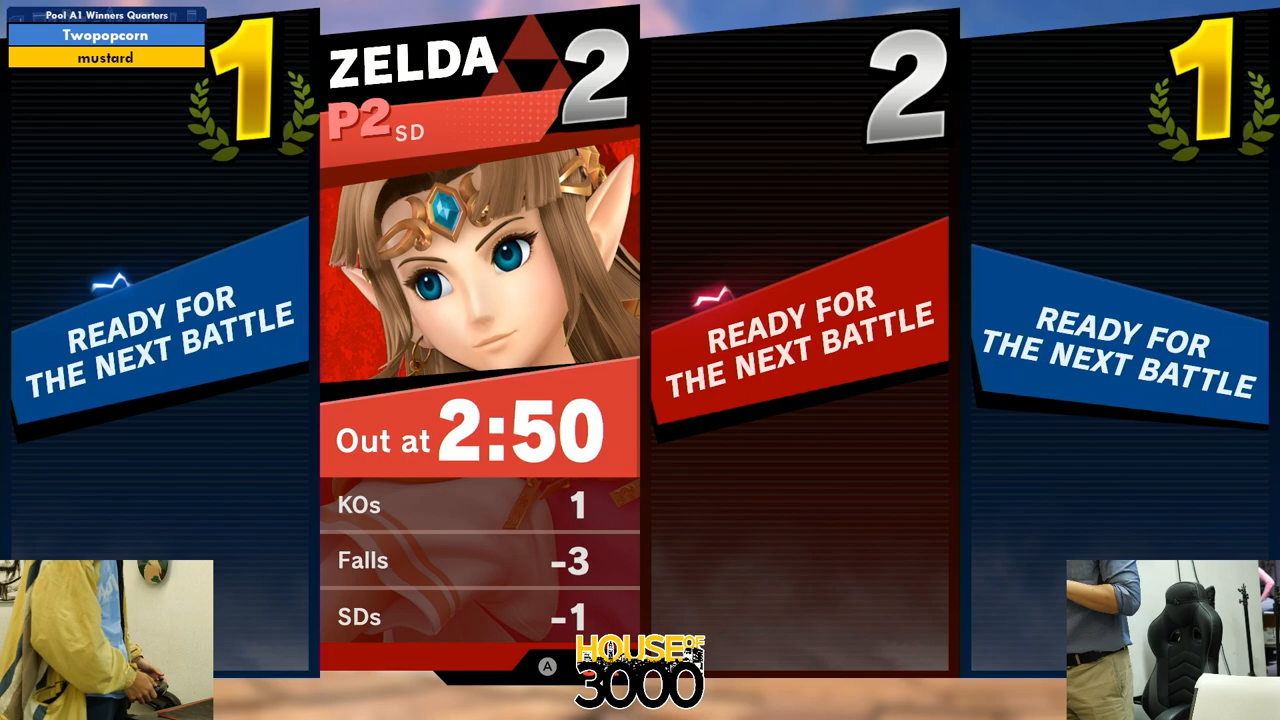 Pool A1 Winners Quarters
Twopopcorn
mustard
1
READY FOR
THE NEXT BATTLE
ZELDA
2
P2 SD
Out at 2:50
KOs 1
Falls -3
SDs -1
A
2
READY FOR
THE NEXT BATTLE
1
READY FOR
THE NEXT BATTLE
HOUSE OF
3000